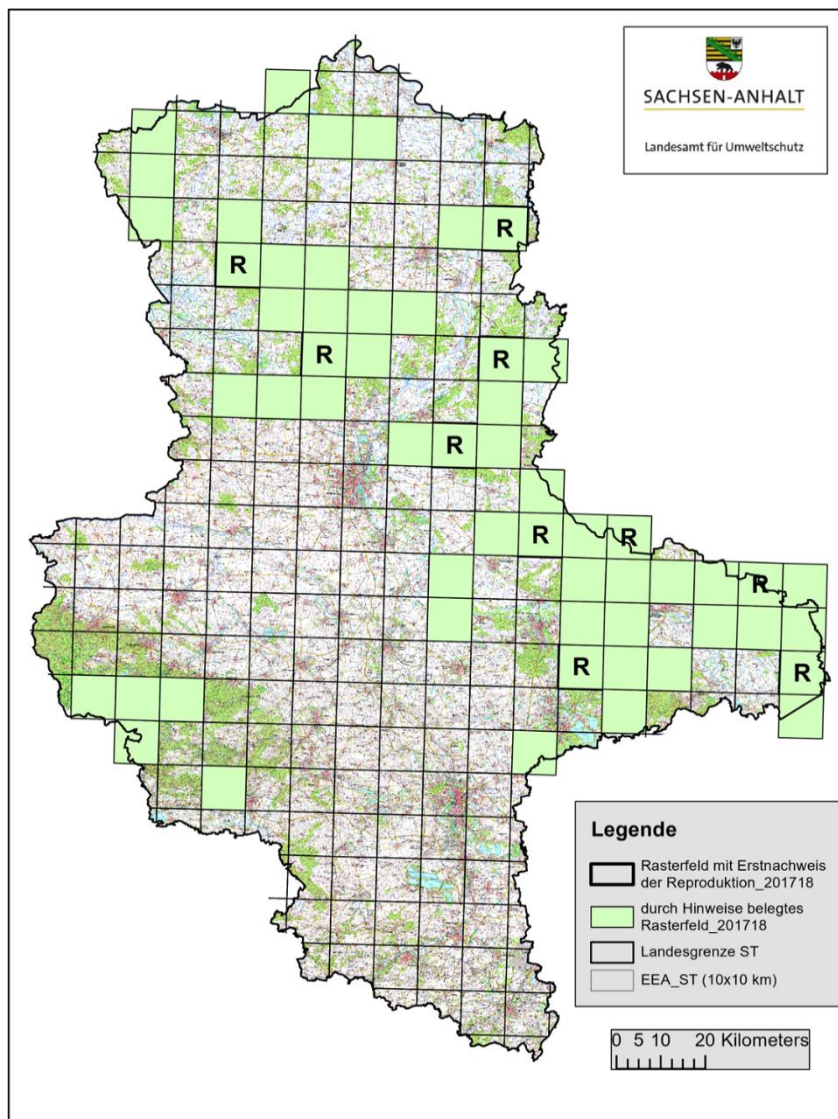 SACHSEN-ANHALT
Landesamt für Umweltschutz
R
R
R
R
R
R
R
R
R
R
Legende
Rasterfeld mit Erstnachweis
der Reproduktion_201718
durch Hinweise belegtes
Rasterfeld_201718
Landesgrenze ST
EEA_ST (10x10 km)
0 5 10 20 Kilometers